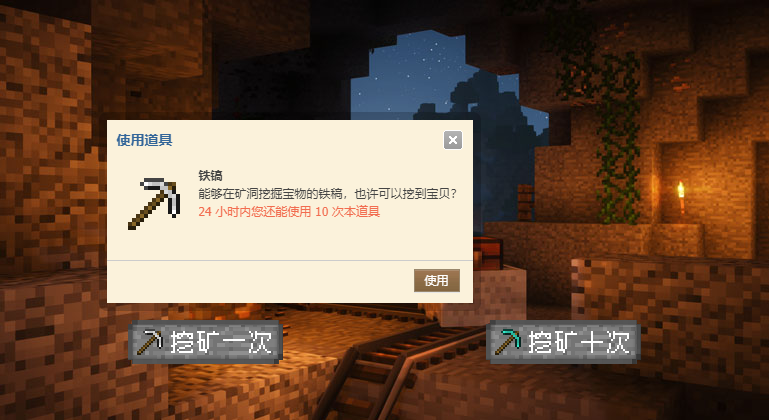 使用道具
铁镐
能够在矿洞挖掘宝物的铁稿，也许可以挖到宝贝?
24 小时内您还能使用 10 次本道具
使用
挖矿一次
挖矿十次